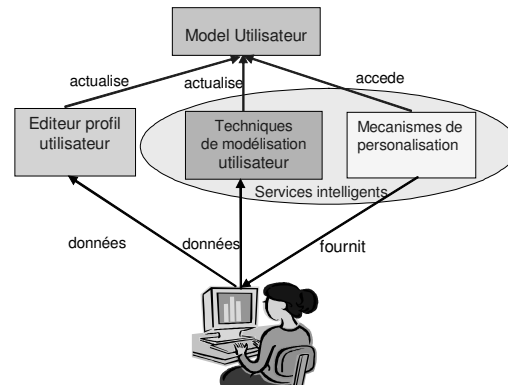 Model Utilisateur
actualise
actualise
accede
Editeur profil
utilisateur
Techniques
de modélisation
utilisateur
Mecanismes de
personalisation
Services intelligents
données
données
fournit